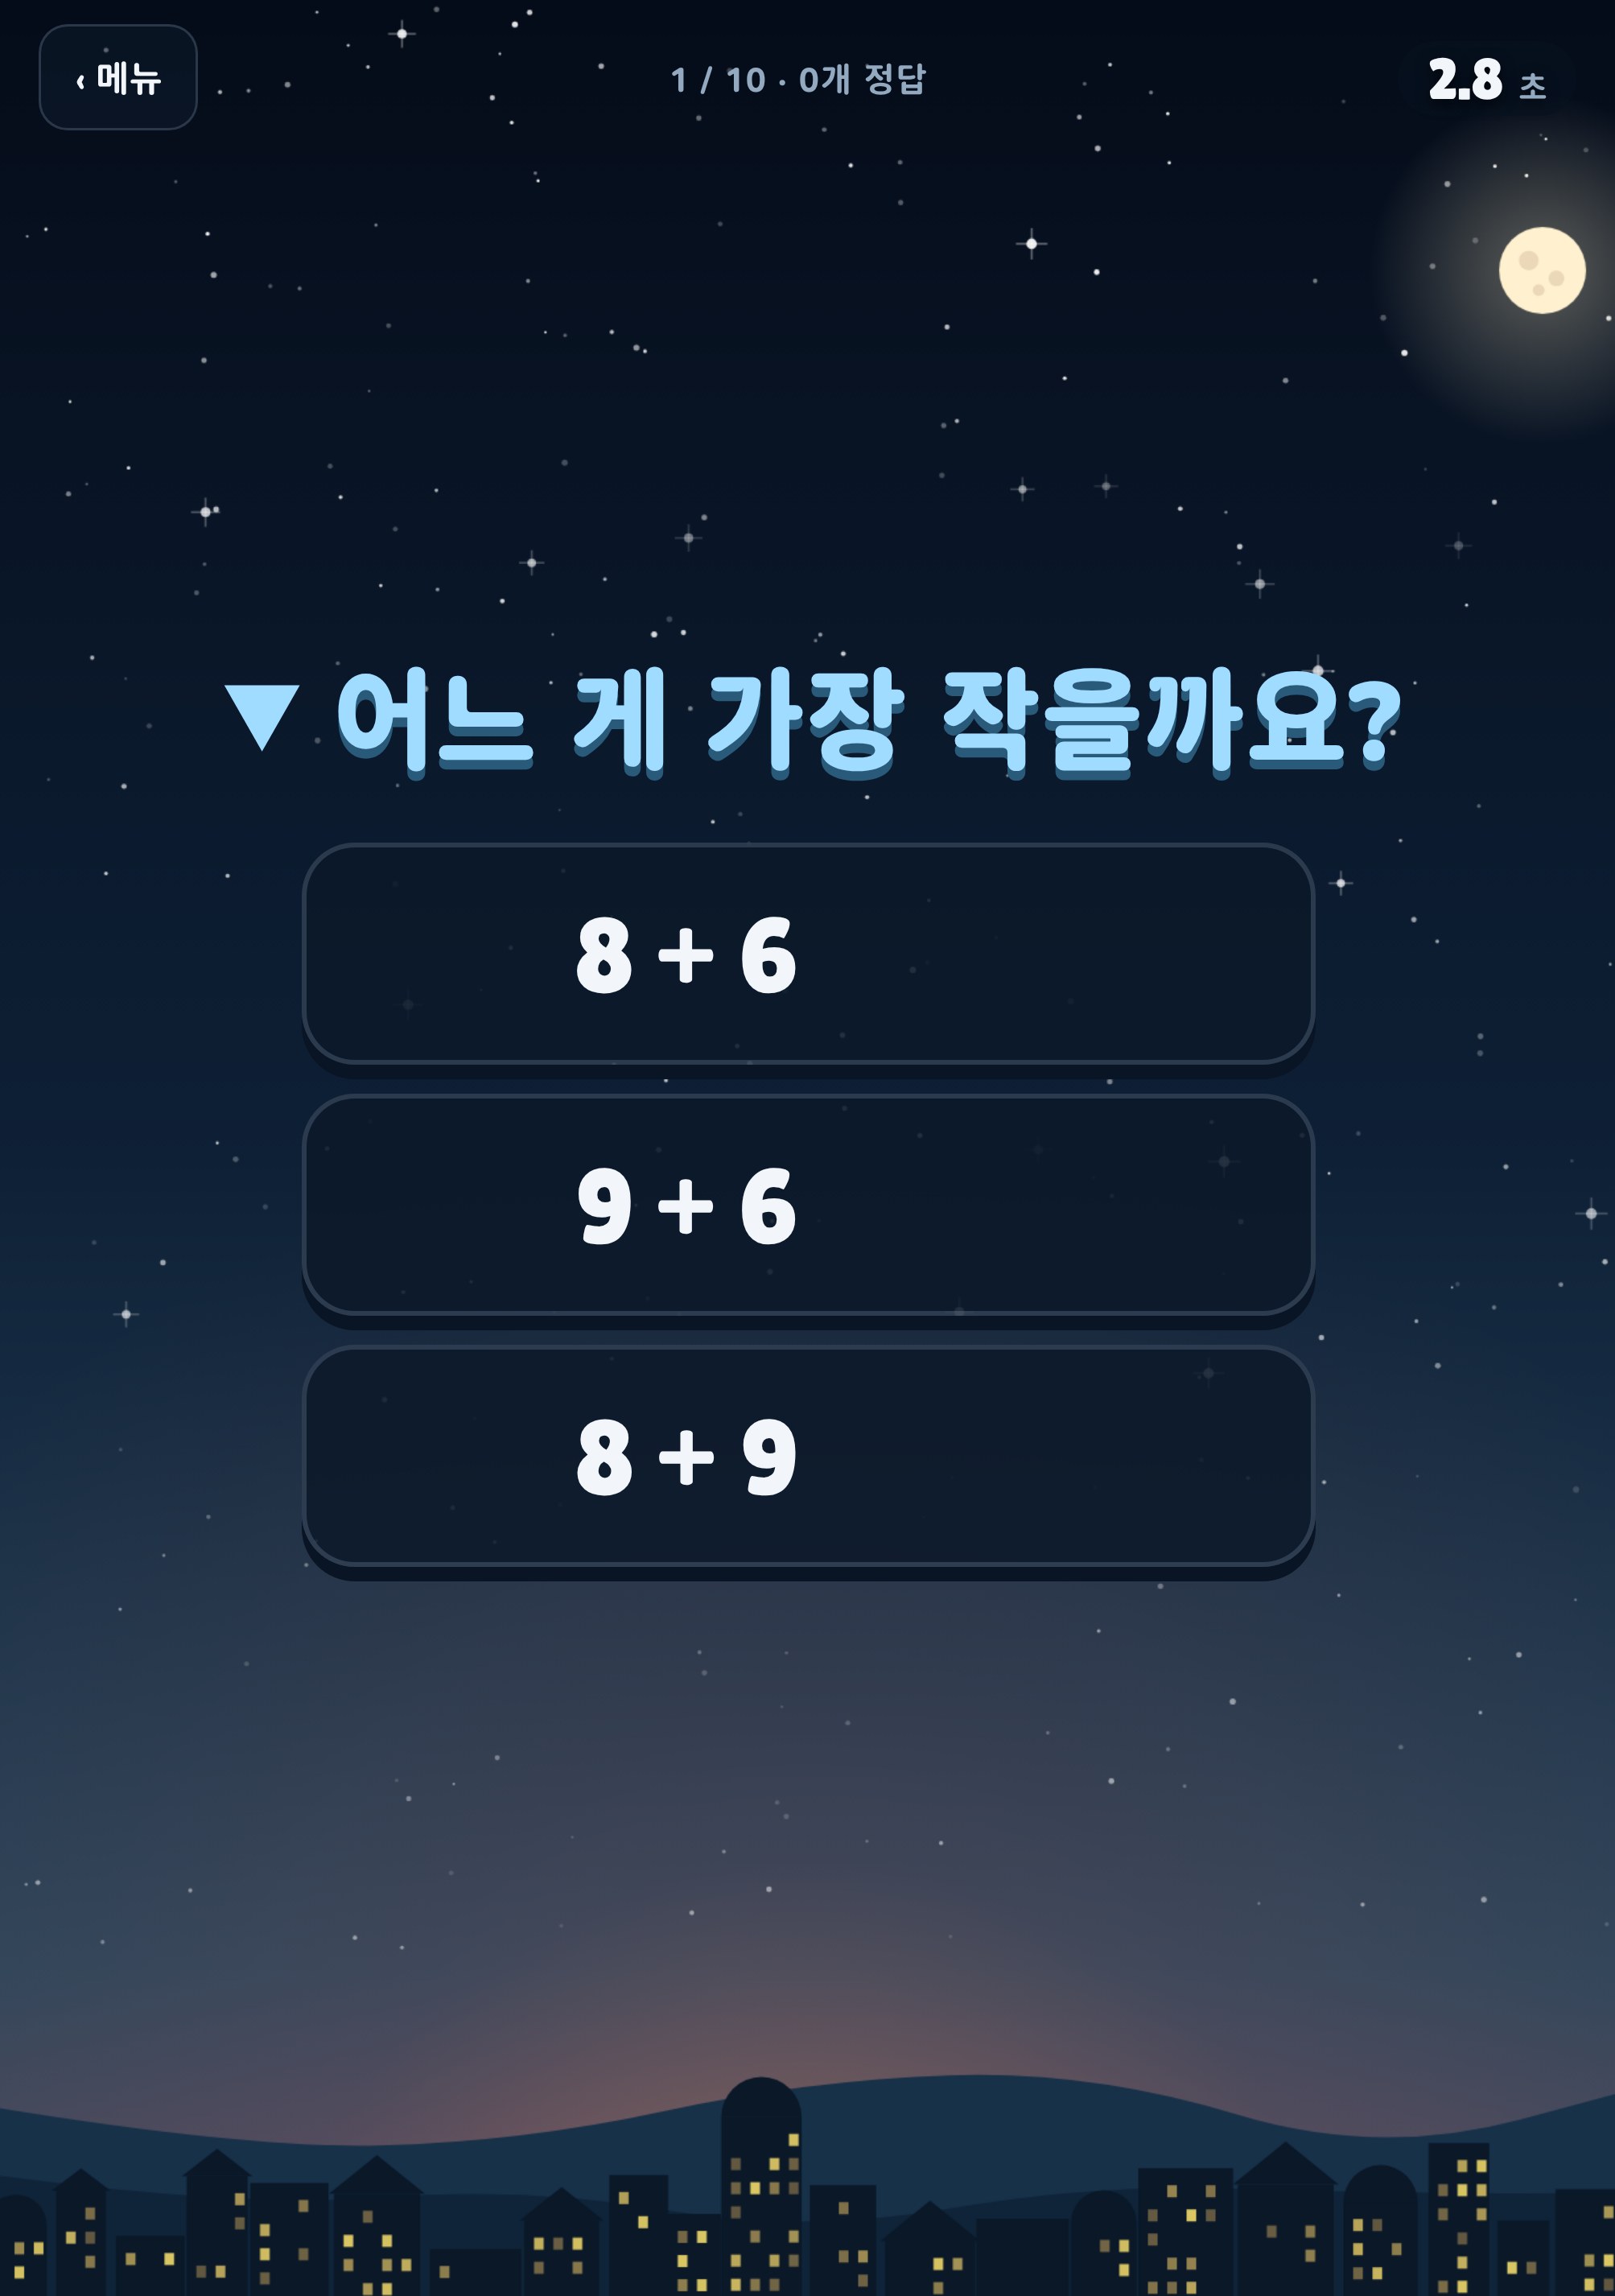 ‹ 메뉴
1 / 10 · 0개 정답
2.8 초
▼ 어느 게 가장 작을까요?
8 + 6
9 + 6
8 + 9